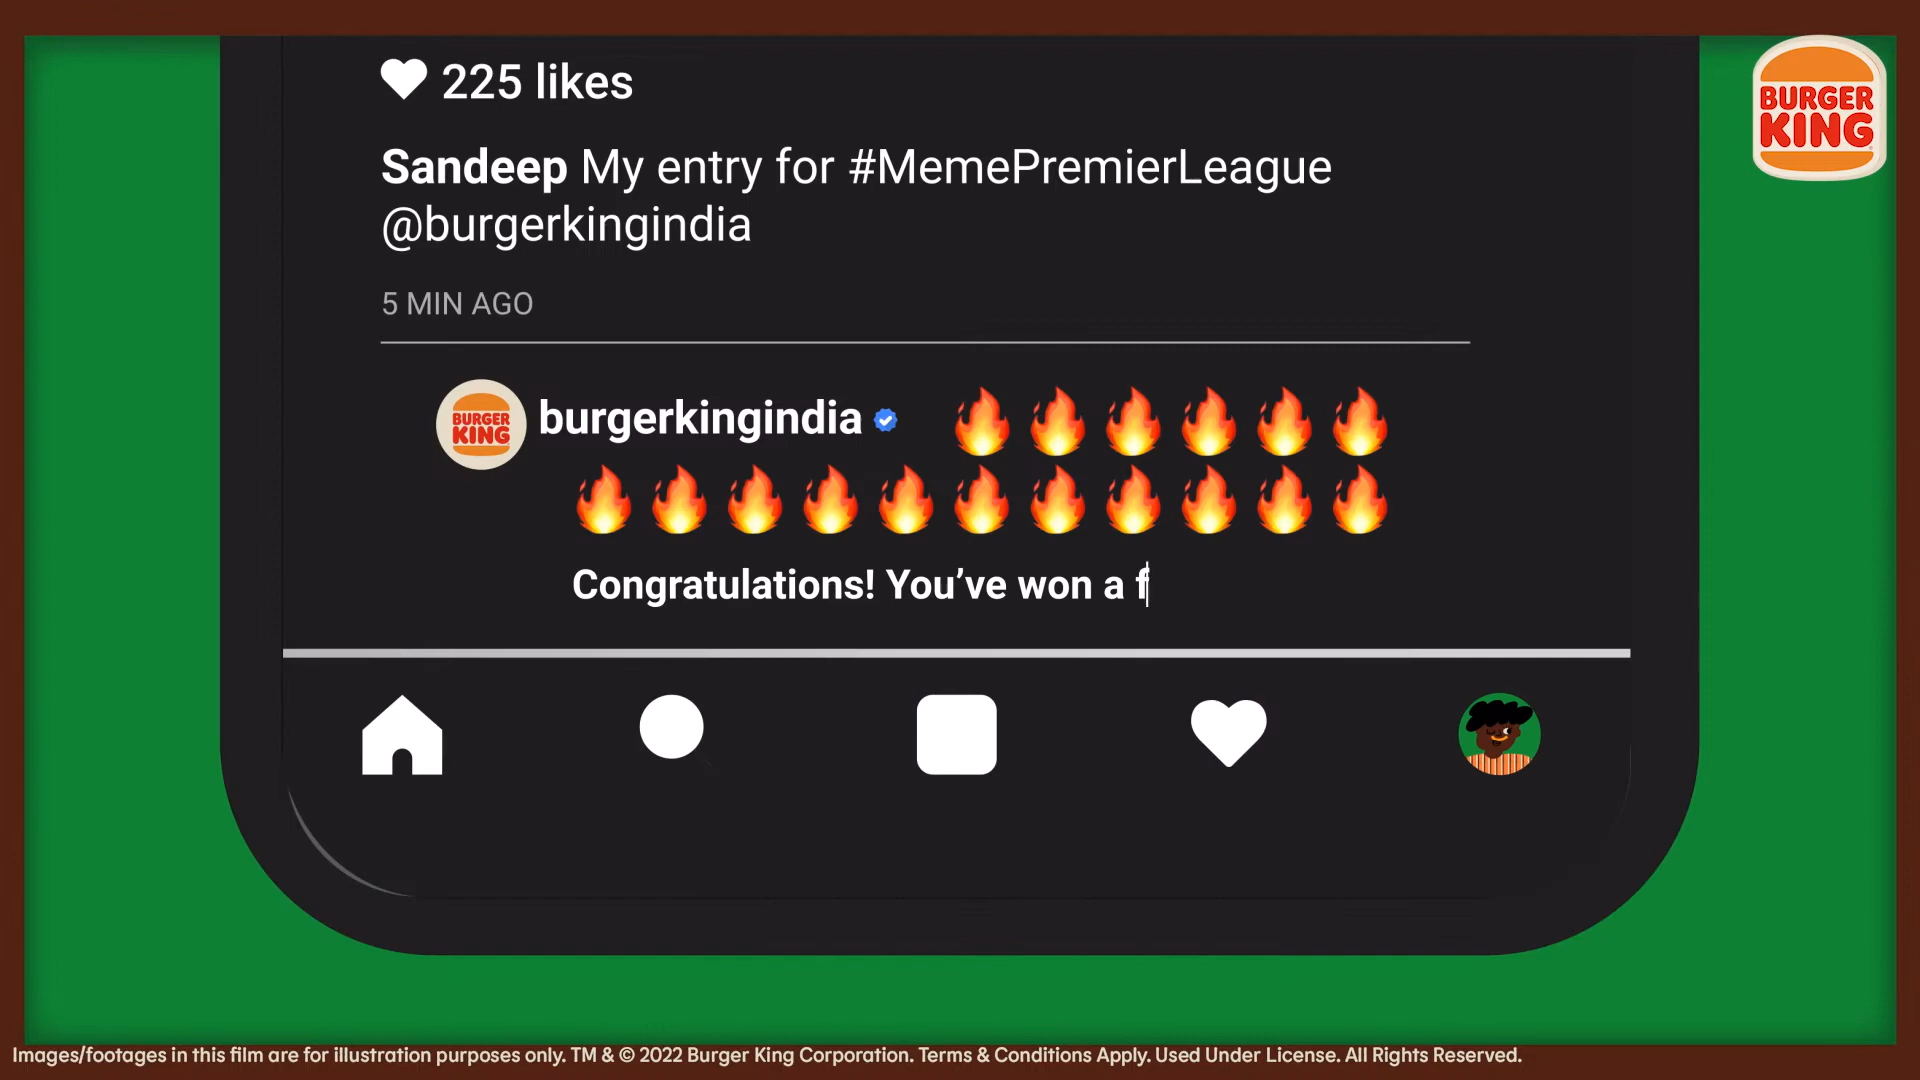 225 likes
BURGER
KING
Sandeep My entry for #MemePremierLeague
@burgerkingindia
5 MIN AGO
BURGER
KING
burgerkingindia 🔥🔥🔥🔥🔥🔥
🔥🔥🔥🔥🔥🔥🔥🔥🔥🔥🔥
Congratulations! You’ve won a f
Images/footages in this film are for illustration purposes only. TM & © 2022 Burger King Corporation. Terms & Conditions Apply. Used Under License. All Rights Reserved.